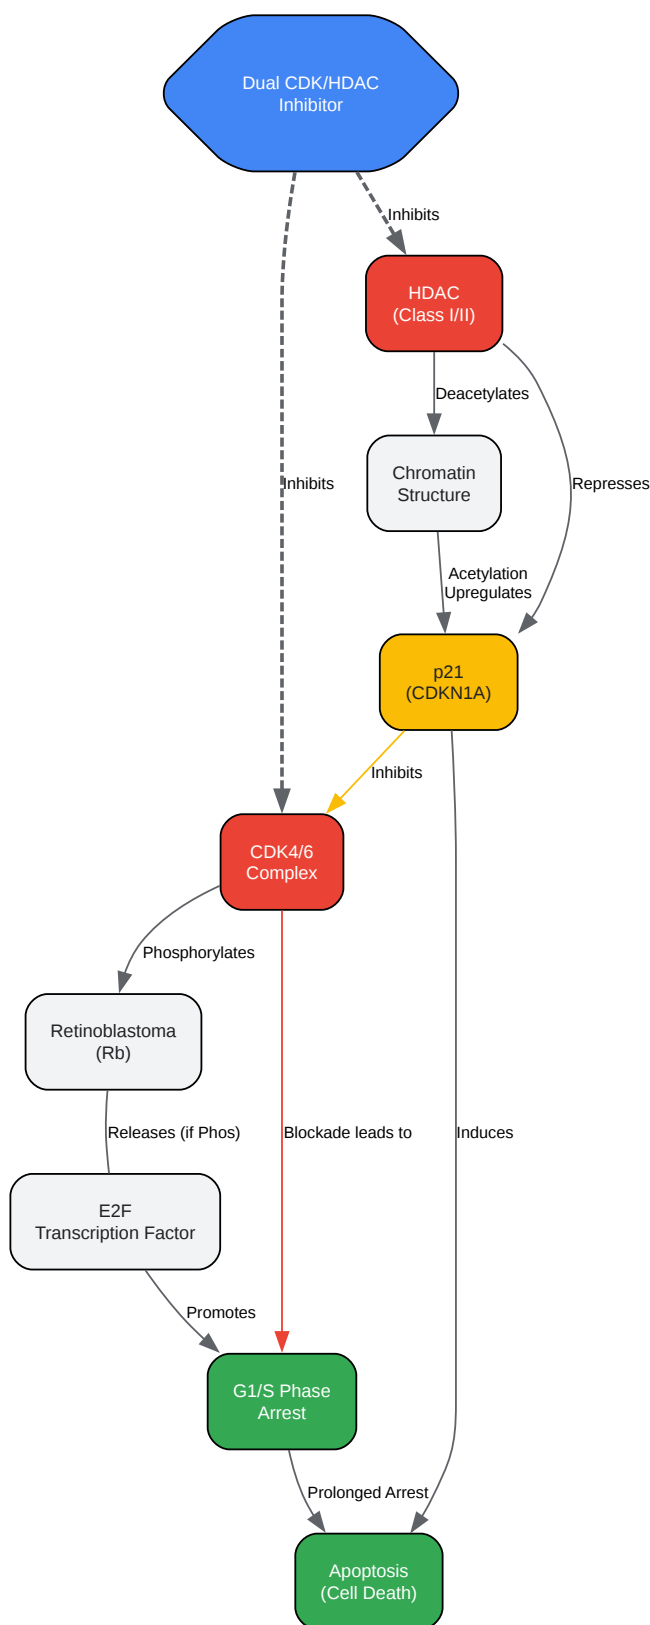 Dual CDK/HDAC
Inhibitor
Inhibits
HDAC
(Class I/II)
Deacetylates
Chromatin
Structure
Inhibits
Represses
Acetylation
Upregulates
p21
(CDKN1A)
Inhibits
CDK4/6
Complex
Phosphorylates
Retinoblastoma
(Rb)
Releases (if Phos)
Blockade leads to
Induces
E2F
Transcription Factor
Promotes
G1/S Phase
Arrest
Prolonged Arrest
Apoptosis
(Cell Death)